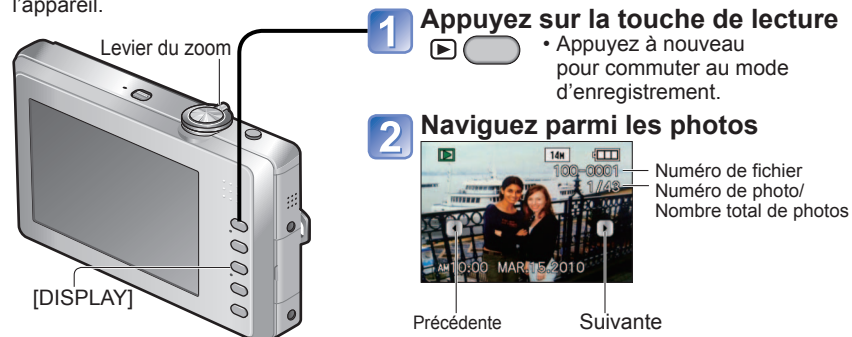 l'appareil.
Levier du zoom
[DISPLAY]
1
Appuyez sur la touche de lecture
• Appuyez à nouveau
pour commuter au mode
d'enregistrement.
2
Naviguez parmi les photos
14M
100-0001
1/43
AM10:00 MAR.15.2010
Numéro de fichier
Numéro de photo/
Nombre total de photos
Précédente
Suivante